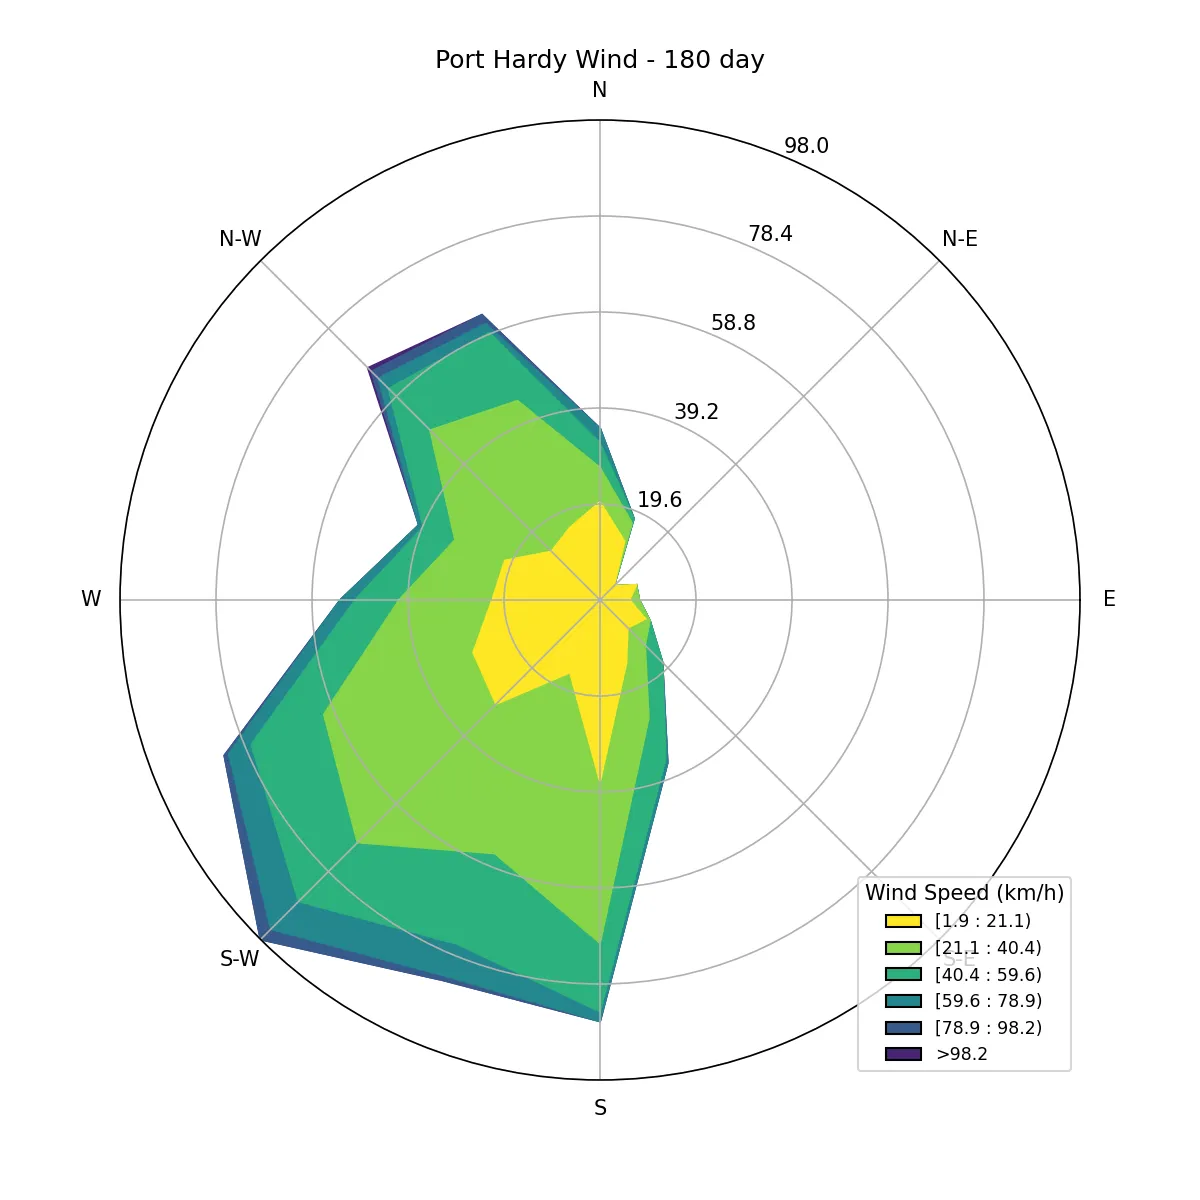 Port Hardy Wind - 180 day
N
98.0
N-W
78.4
N-E
58.8
39.2
19.6
W
E
S-W
S-E
S
Wind Speed (km/h)
[1.9 : 21.1)
[21.1 : 40.4)
[40.4 : 59.6)
[59.6 : 78.9)
[78.9 : 98.2)
>98.2